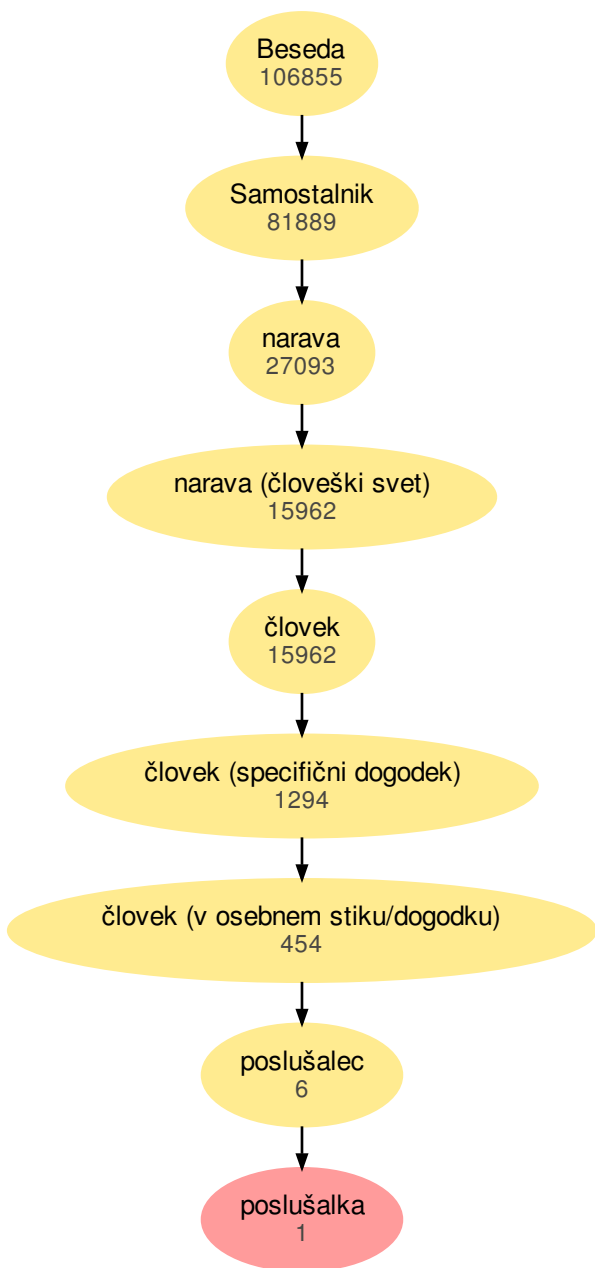 Beseda
106855
Samostalnik
81889
narava
27093
narava (človeški svet)
15962
človek
15962
človek (specifični dogodek)
1294
človek (v osebnem stiku/dogodku)
454
poslušalec
6
poslušalka
1